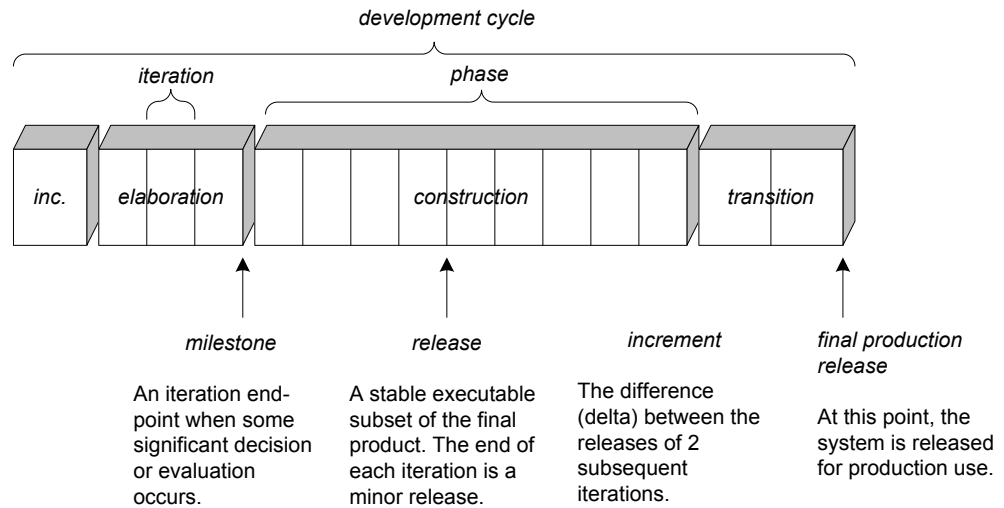 development cycle
iteration
phase
inc.
elaboration
construction
transition
milestone
An iteration end-
point when some
significant decision
or evaluation
occurs.
release
A stable executable
subset of the final
product. The end of
each iteration is a
minor release.
increment
The difference
(delta) between the
releases of 2
subsequent
iterations.
final production
release
At this point, the
system is released
for production use.